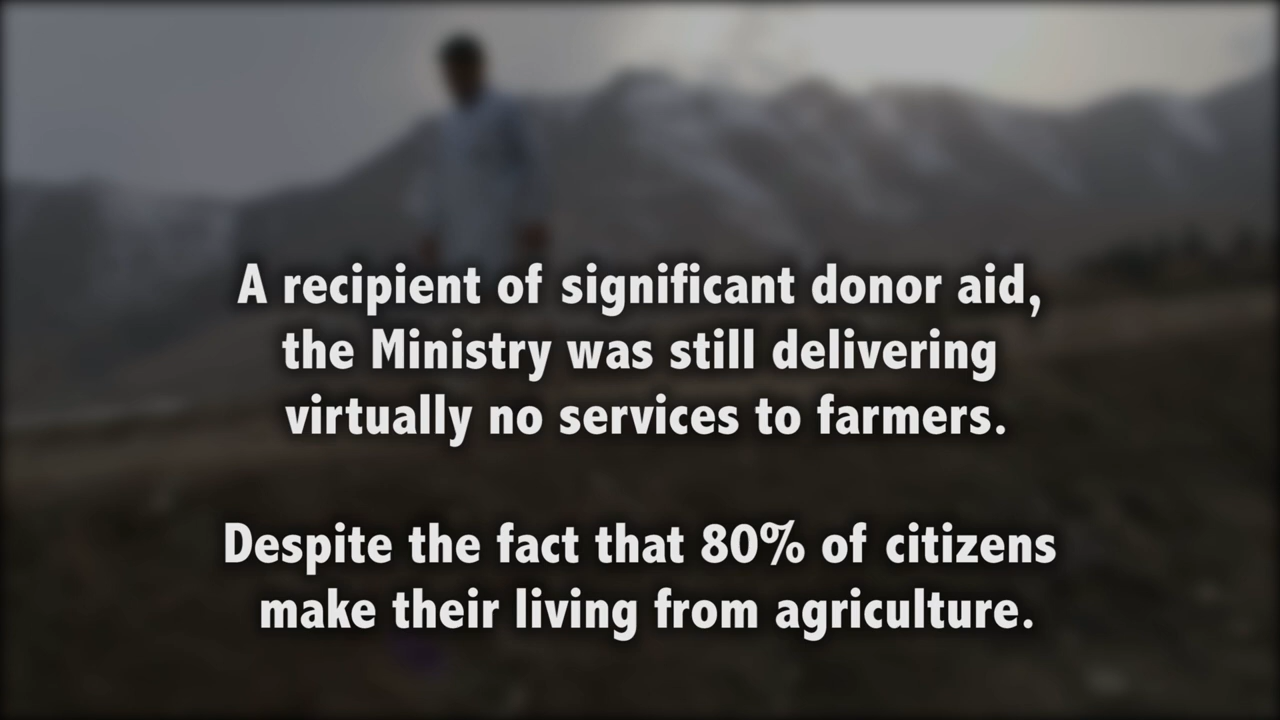 A recipient of significant donor aid,
the Ministry was still delivering
virtually no services to farmers.
Despite the fact that 80% of citizens
make their living from agriculture.